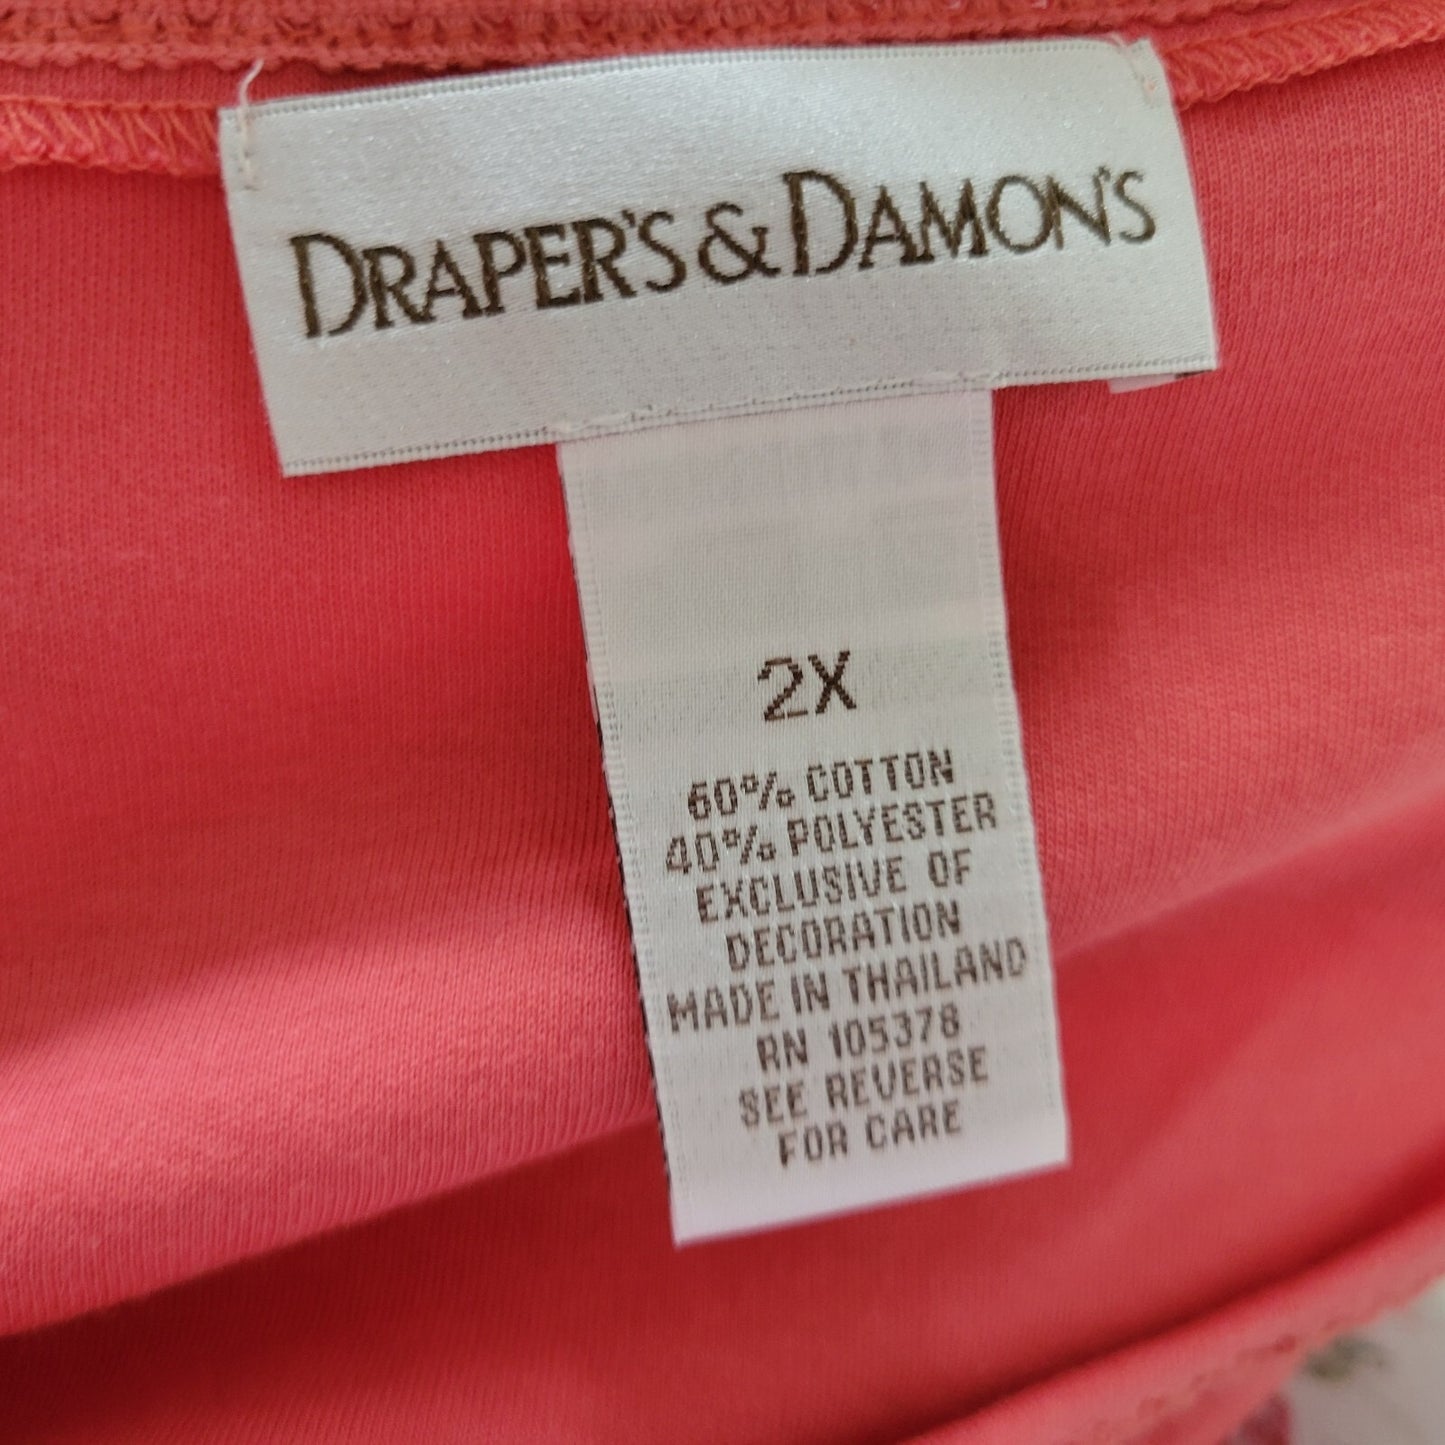 DRAPER'S & DAMON'S
2X
60% COTTON
40% POLYESTER
EXCLUSIVE OF
DECORATION
MADE IN THAILAND
RN 105378
SEE REVERSE
FOR CARE